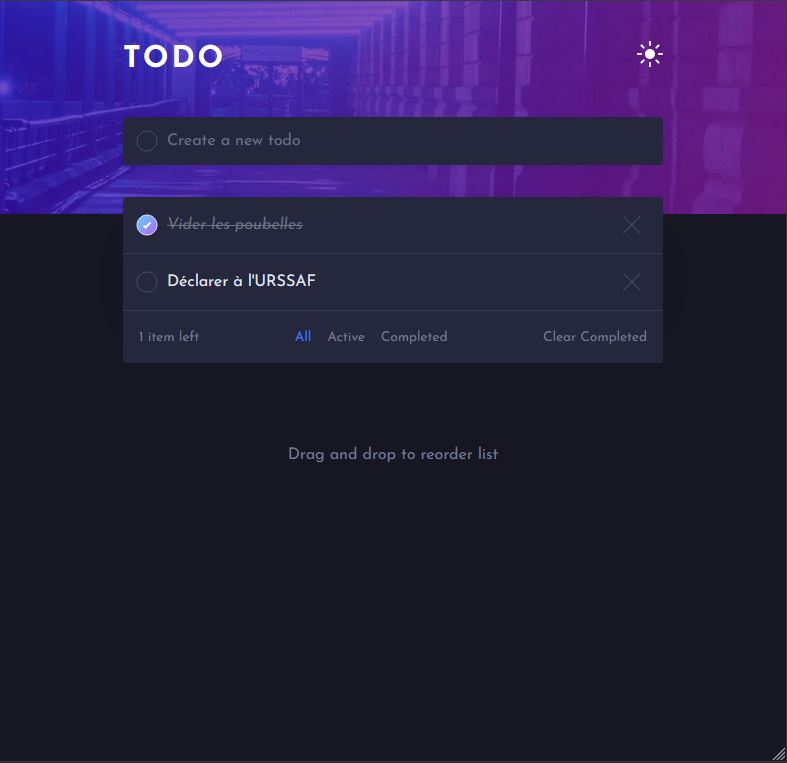 TODO
Create a new todo
Vider les poubelles
Déclarer à l'URSSAF
1 item left All Active Completed Clear Completed
Drag and drop to reorder list